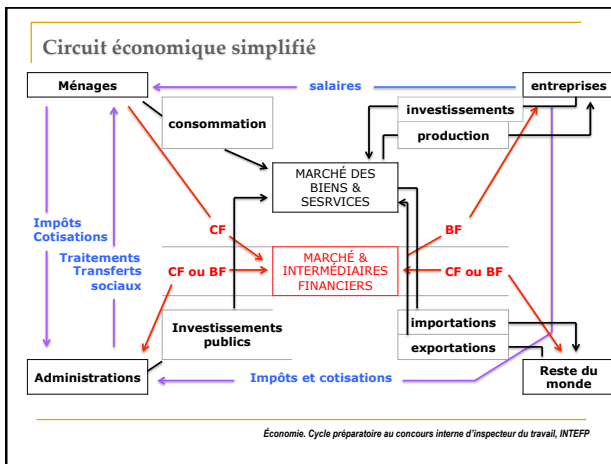 Circuit économique simplifié
Ménages
salaires
entreprises
consommation
investissements
production
MARCHÉ DES
BIENS &
SESRVICES
Impôts
Cotisations
CF
BF
Traitements
Transferts
sociaux
CF ou BF
MARCHÉ &
INTERMÉDIAIRES
FINANCIERS
CF ou BF
Investissements
publics
importations
exportations
Administrations
Impôts et cotisations
Reste du
monde
Économie. Cycle préparatoire au concours interne d'inspecteur du travail, INTEFP